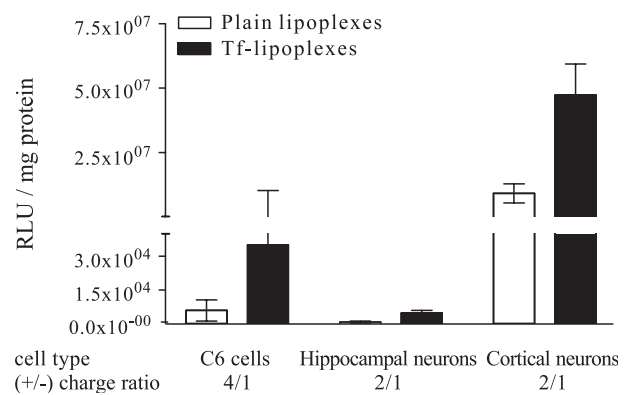 7.5x10⁰⁷
Plain lipoplexes
Tf-lipoplexes
5.0x10⁰⁷
2.5x10⁰⁷
RLU / mg protein
3.0x10⁰⁴
1.5x10⁰⁴
0.0x10⁻⁰⁰
cell type C6 cells Hippocampal neurons Cortical neurons
(+/-) charge ratio 4/1 2/1 2/1